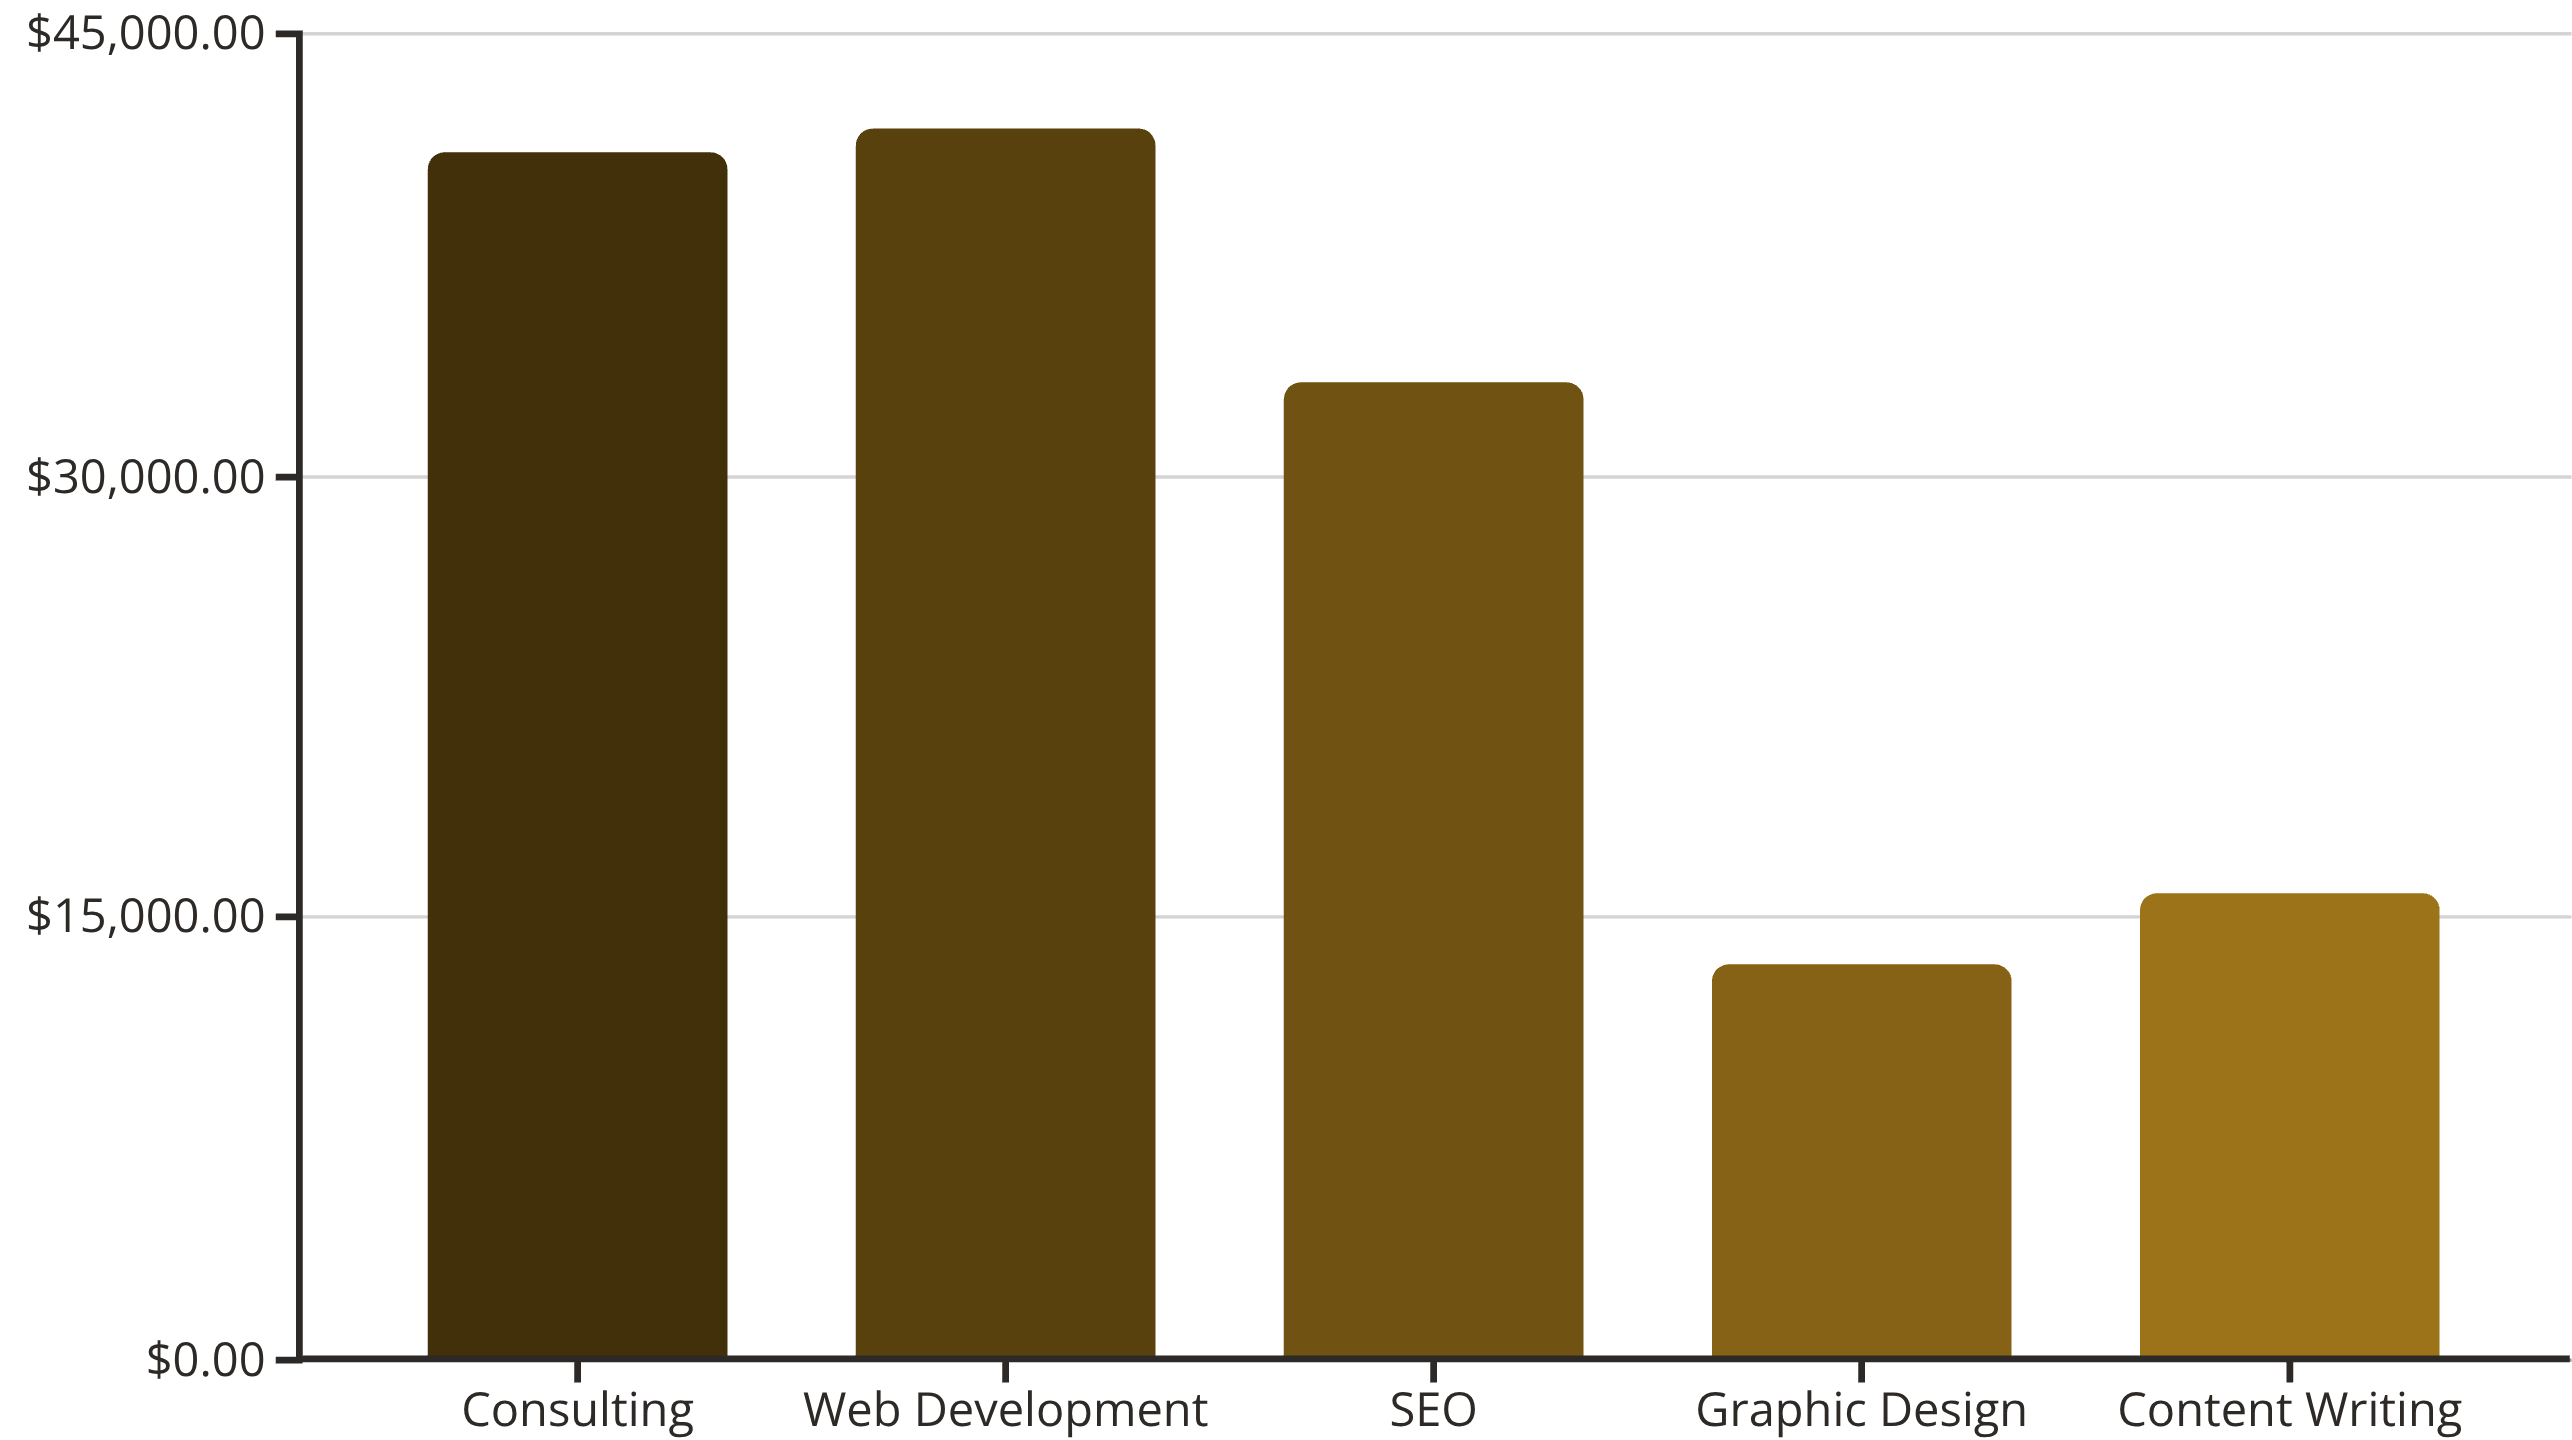 $45,000.00
$30,000.00
$15,000.00
$0.00
Consulting Web Development SEO Graphic Design Content Writing